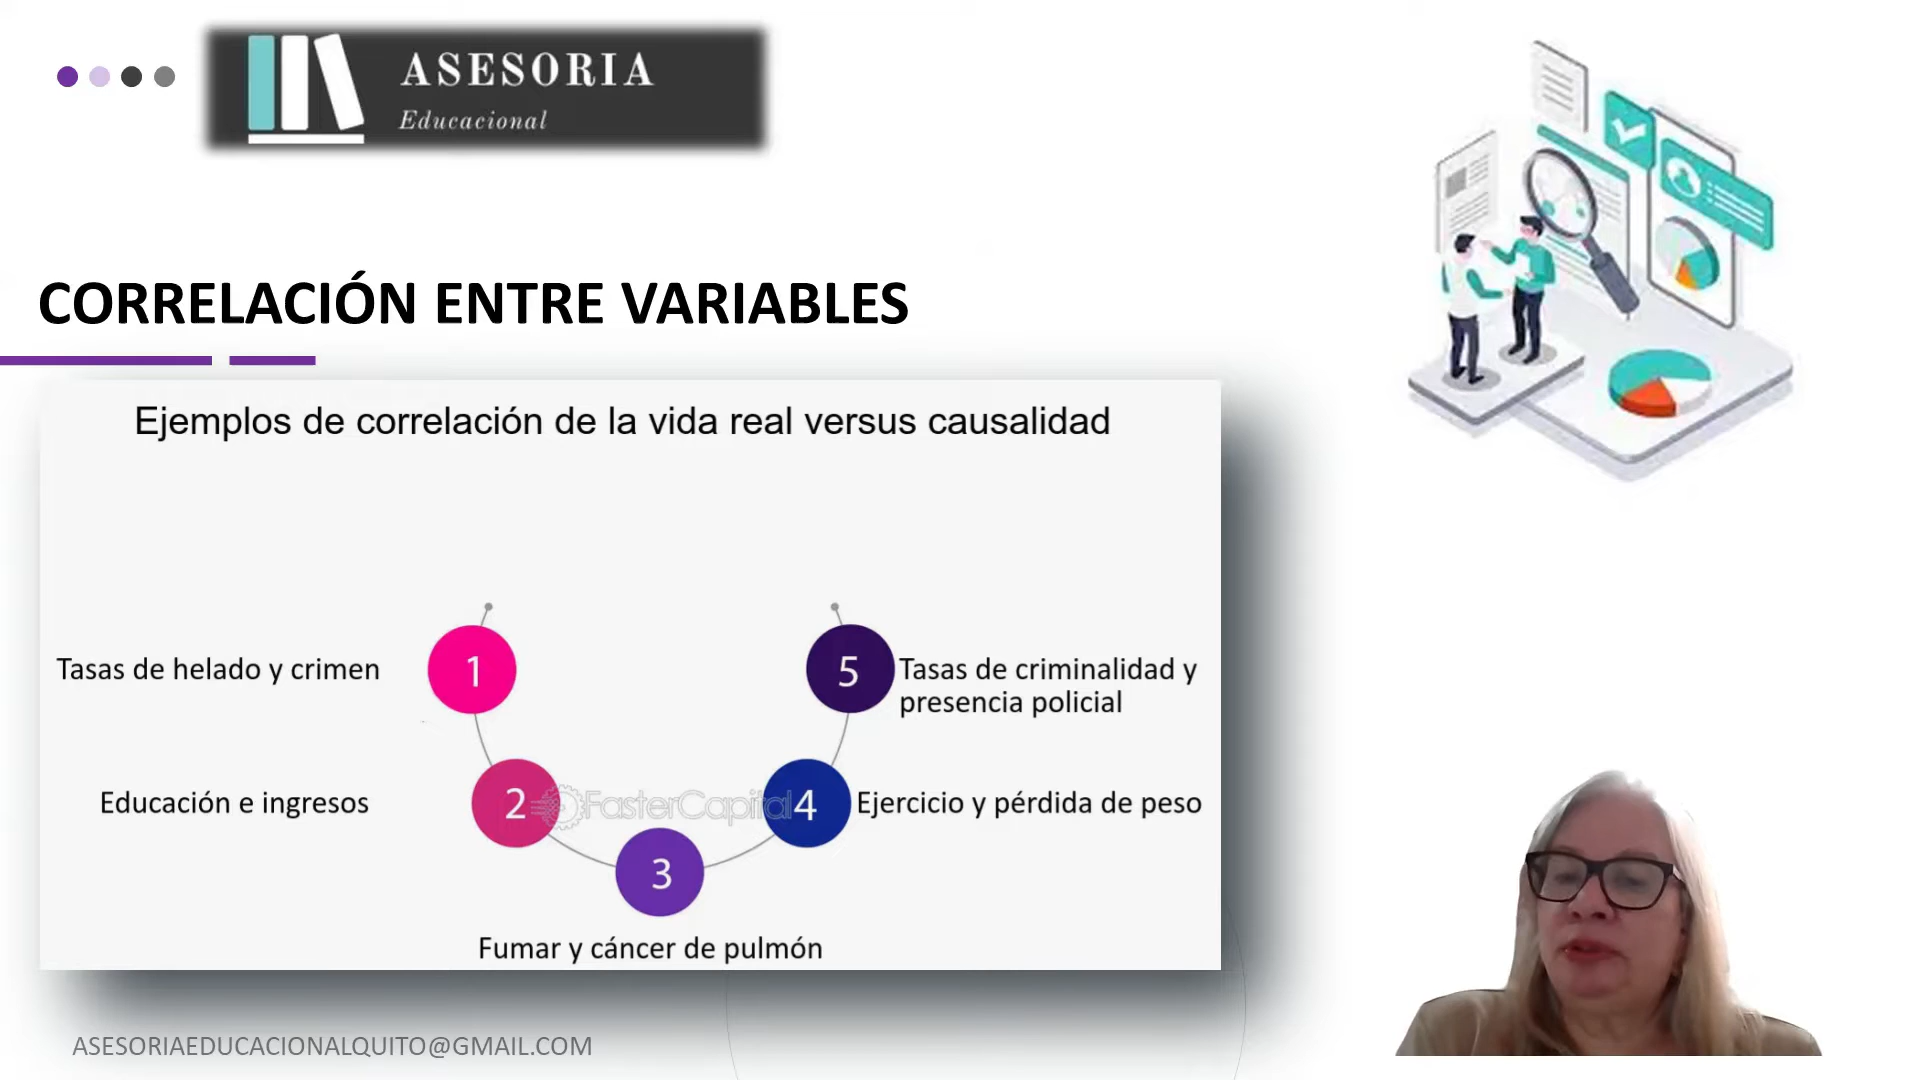 ASESORIA
Educacional
CORRELACIÓN ENTRE VARIABLES
Ejemplos de correlación de la vida real versus causalidad
1
Tasas de helado y crimen
2
Educación e ingresos
3
Fumar y cáncer de pulmón
4
Ejercicio y pérdida de peso
5
Tasas de criminalidad y
presencia policial
FasterCapital
ASESORIAEDUCACIONALQUITO@GMAIL.COM